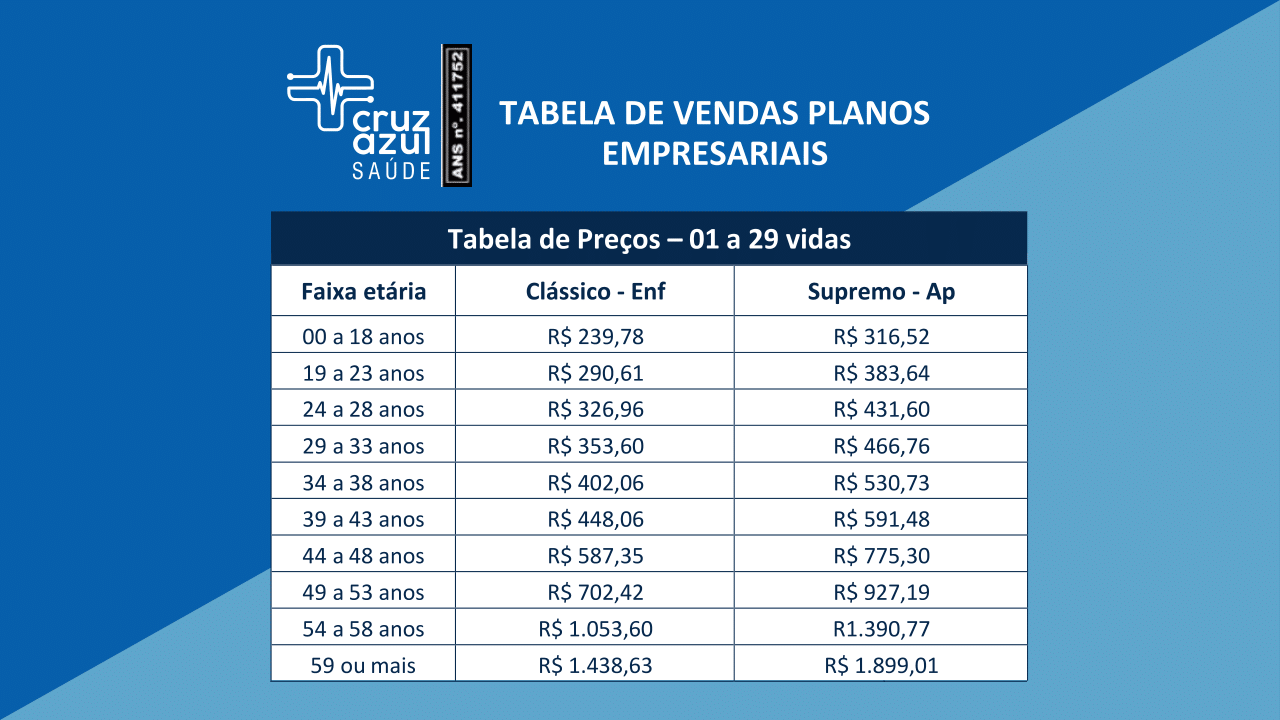 cruz
azul
SAÚDE
ANS nº. 411752
TABELA DE VENDAS PLANOS
EMPRESARIAIS
Tabela de Preços – 01 a 29 vidas
Faixa etária Clássico - Enf Supremo - Ap
00 a 18 anos R$ 239,78 R$ 316,52
19 a 23 anos R$ 290,61 R$ 383,64
24 a 28 anos R$ 326,96 R$ 431,60
29 a 33 anos R$ 353,60 R$ 466,76
34 a 38 anos R$ 402,06 R$ 530,73
39 a 43 anos R$ 448,06 R$ 591,48
44 a 48 anos R$ 587,35 R$ 775,30
49 a 53 anos R$ 702,42 R$ 927,19
54 a 58 anos R$ 1.053,60 R1.390,77
59 ou mais R$ 1.438,63 R$ 1.899,01